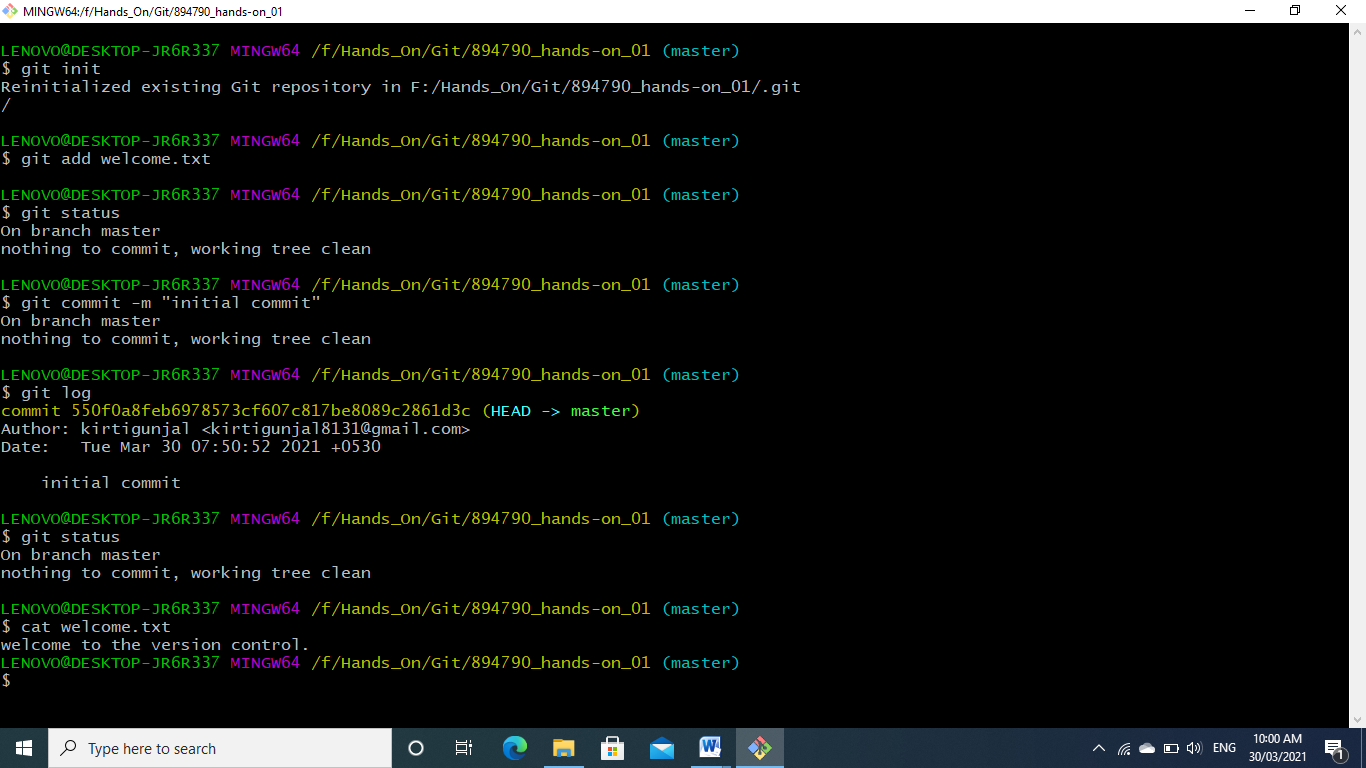 MINGW64:/f/Hands_On/Git/894790_hands-on_01
LENOVO@DESKTOP-JR6R337 MINGW64 /f/Hands_On/Git/894790_hands-on_01 (master)
$ git init
Reinitialized existing Git repository in F:/Hands_On/Git/894790_hands-on_01/.git
/
LENOVO@DESKTOP-JR6R337 MINGW64 /f/Hands_On/Git/894790_hands-on_01 (master)
$ git add welcome.txt
LENOVO@DESKTOP-JR6R337 MINGW64 /f/Hands_On/Git/894790_hands-on_01 (master)
$ git status
On branch master
nothing to commit, working tree clean
LENOVO@DESKTOP-JR6R337 MINGW64 /f/Hands_On/Git/894790_hands-on_01 (master)
$ git commit -m "initial commit"
On branch master
nothing to commit, working tree clean
LENOVO@DESKTOP-JR6R337 MINGW64 /f/Hands_On/Git/894790_hands-on_01 (master)
$ git log
commit 550f0a8feb6978573cf607c817be8089c2861d3c (HEAD -> master)
Author: kirtigunjal <kirtigunjal8131@gmail.com>
Date:   Tue Mar 30 07:50:52 2021 +0530
    initial commit
LENOVO@DESKTOP-JR6R337 MINGW64 /f/Hands_On/Git/894790_hands-on_01 (master)
$ git status
On branch master
nothing to commit, working tree clean
LENOVO@DESKTOP-JR6R337 MINGW64 /f/Hands_On/Git/894790_hands-on_01 (master)
$ cat welcome.txt
welcome to the version control.
LENOVO@DESKTOP-JR6R337 MINGW64 /f/Hands_On/Git/894790_hands-on_01 (master)
$
Type here to search
ENG
10:00 AM
30/03/2021
1